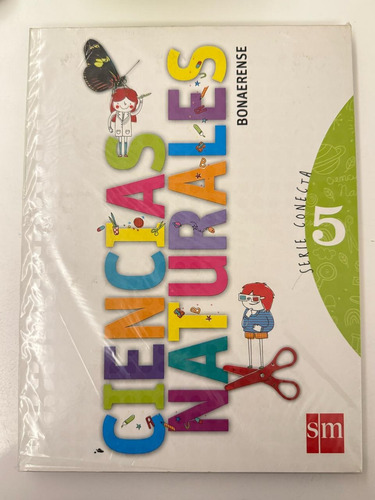 CIENCIAS
NATURALES
BONAERENSE
SERIE CONECTA
5
sm